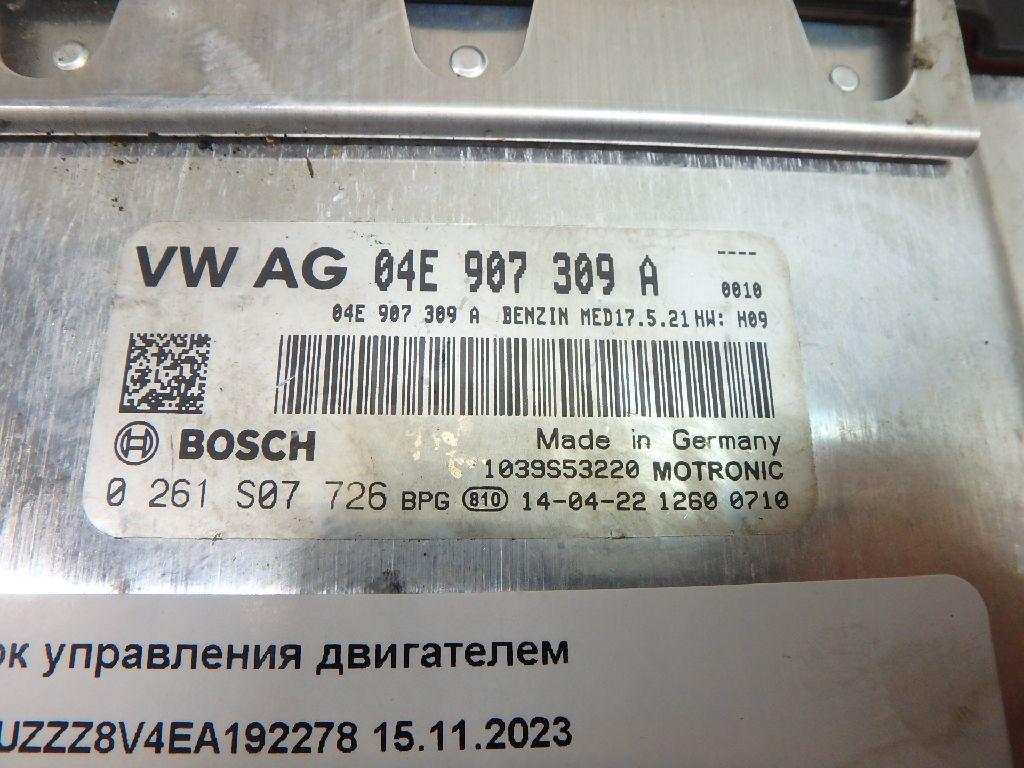 VW AG 04E 907 309 A ----
0010
04E 907 309 A BENZIN MED17.5.21 HW: H09
BOSCH Made in Germany
1039S53220 MOTRONIC
0 261 S07 726 BPG 810 14-04-22 1260 0710
ок управления двигателем
UZZZ8V4EA192278 15.11.2023